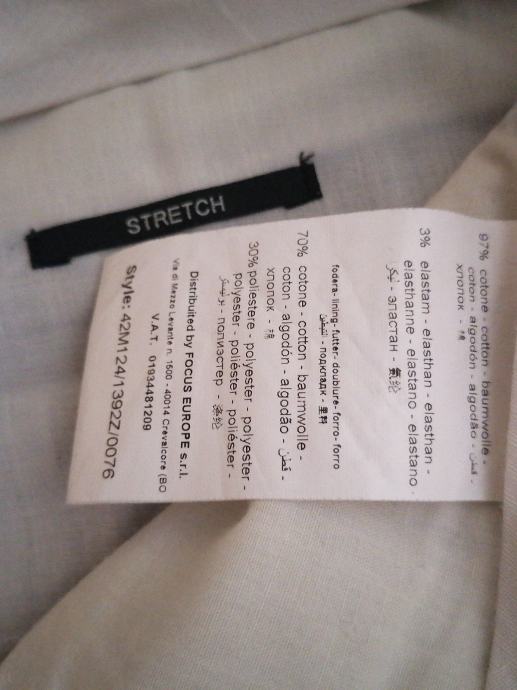 STRETCH
97% cotone - cotton - baumwolle -
coton - algodón - algodão - قطن -
хлопок - 棉
3% elastam - elasthan - elasthan -
elasthanne - elastano - elastano -
эластан - 氨纶
fodera- lining- futter- doublure- forro- forro
подкладк - 里料
70% cotone - cotton - baumwolle -
coton - algodón - algodão - قطن -
хлопок - 棉
30% poliestere - polyester - polyester -
polyester - poliéster - poliéster -
полиэстер - 涤纶
Distribuited by FOCUS EUROPE s.r.l.
Via di Mezzo Levante n. 1600 - 40014 Crevalcore (BO
V.A.T. 01934481209
Style: 42M124/1392Z/0076